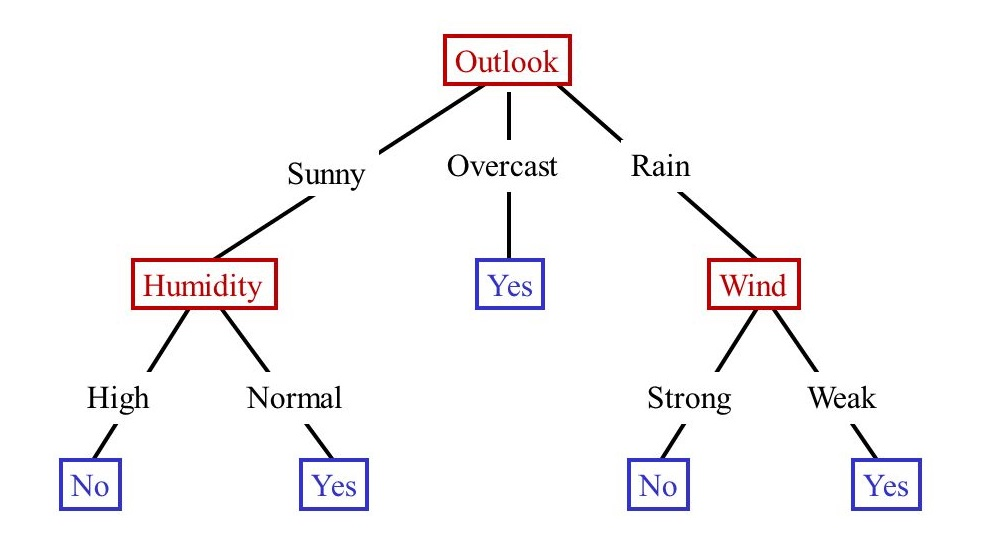 Outlook
Sunny Overcast Rain
Humidity Yes Wind
High Normal Strong Weak
No Yes No Yes